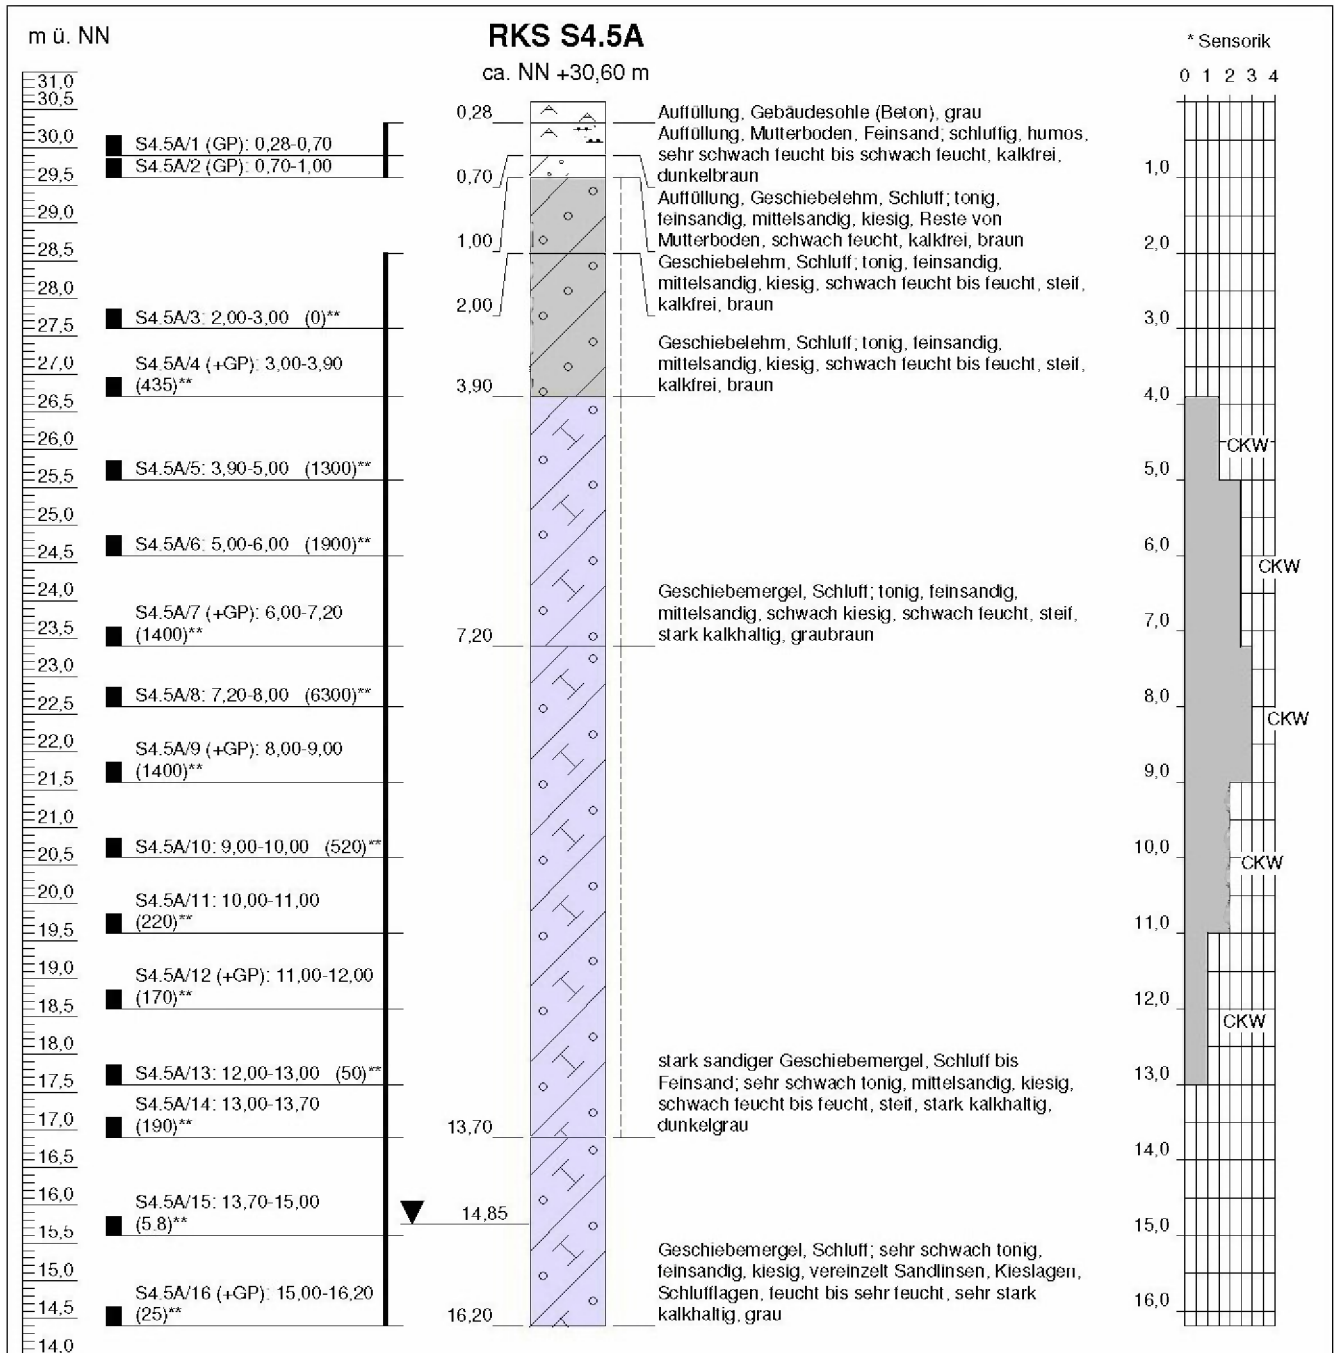 m ü. NN
RKS S4.5A
ca. NN +30,60 m
* Sensorik
0 1 2 3 4
31,0
30,5
30,0
29,5
29,0
28,5
28,0
27,5
27,0
26,5
26,0
25,5
25,0
24,5
24,0
23,5
23,0
22,5
22,0
21,5
21,0
20,5
20,0
19,5
19,0
18,5
18,0
17,5
17,0
16,5
16,0
15,5
15,0
14,5
14,0
S4.5A/1 (GP): 0,28-0,70
S4.5A/2 (GP): 0,70-1,00
S4.5A/3: 2,00-3,00 (0)**
S4.5A/4 (+GP): 3,00-3,90
(435)**
S4.5A/5: 3,90-5,00 (1300)**
S4.5A/6: 5,00-6,00 (1900)**
S4.5A/7 (+GP): 6,00-7,20
(1400)**
S4.5A/8: 7,20-8,00 (6300)**
S4.5A/9 (+GP): 8,00-9,00
(1400)**
S4.5A/10: 9,00-10,00 (520)**
S4.5A/11: 10,00-11,00
(220)**
S4.5A/12 (+GP): 11,00-12,00
(170)**
S4.5A/13: 12,00-13,00 (50)**
S4.5A/14: 13,00-13,70
(190)**
S4.5A/15: 13,70-15,00
(5.8)**
S4.5A/16 (+GP): 15,00-16,20
(25)**
0,28
0,70
1,00
2,00
3,90
7,20
13,70
14,85
16,20
Auffüllung, Gebäudesohle (Beton), grau
Auffüllung, Mutterboden, Feinsand; schluffig, humos,
sehr schwach feucht bis schwach feucht, kalkfrei,
dunkelbraun
Auffüllung, Geschiebelehm, Schluff; tonig,
feinsandig, mittelsandig, kiesig, Reste von
Mutterboden, schwach feucht, kalkfrei, braun
Geschiebelehm, Schluff; tonig, feinsandig,
mittelsandig, kiesig, schwach feucht bis feucht, steif,
kalkfrei, braun
Geschiebelehm, Schluff; tonig, feinsandig,
mittelsandig, kiesig, schwach feucht bis feucht, steif,
kalkfrei, braun
Geschiebemergel, Schluff; tonig, feinsandig,
mittelsandig, schwach kiesig, schwach feucht, steif,
stark kalkhaltig, graubraun
stark sandiger Geschiebemergel, Schluff bis
Feinsand; sehr schwach tonig, mittelsandig, kiesig,
schwach feucht bis feucht, steif, stark kalkhaltig,
dunkelgrau
Geschiebemergel, Schluff; sehr schwach tonig,
feinsandig, kiesig, vereinzelt Sandlinsen, Kieslagen,
Schlufflagen, feucht bis sehr feucht, sehr stark
kalkhaltig, grau
1,0
2,0
3,0
4,0
5,0
6,0
7,0
8,0
9,0
10,0
11,0
12,0
13,0
14,0
15,0
16,0
CKW
CKW
CKW
CKW
CKW